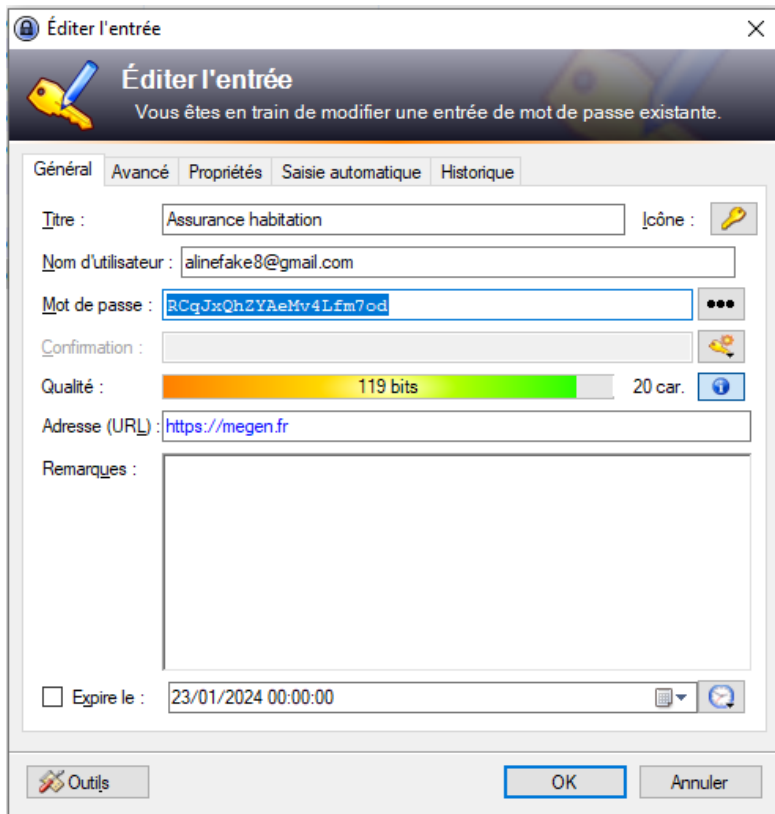 Éditer l'entrée
Éditer l'entrée
Vous êtes en train de modifier une entrée de mot de passe existante.
Général Avancé Propriétés Saisie automatique Historique
Titre : Assurance habitation Icône :
Nom d'utilisateur : alinefake8@gmail.com
Mot de passe : RCqJxQhZYAeMv4Lfm7od
Confirmation :
Qualité : 119 bits 20 car.
Adresse (URL) : https://megen.fr
Remarques :
Expire le : 23/01/2024 00:00:00
Outils OK Annuler